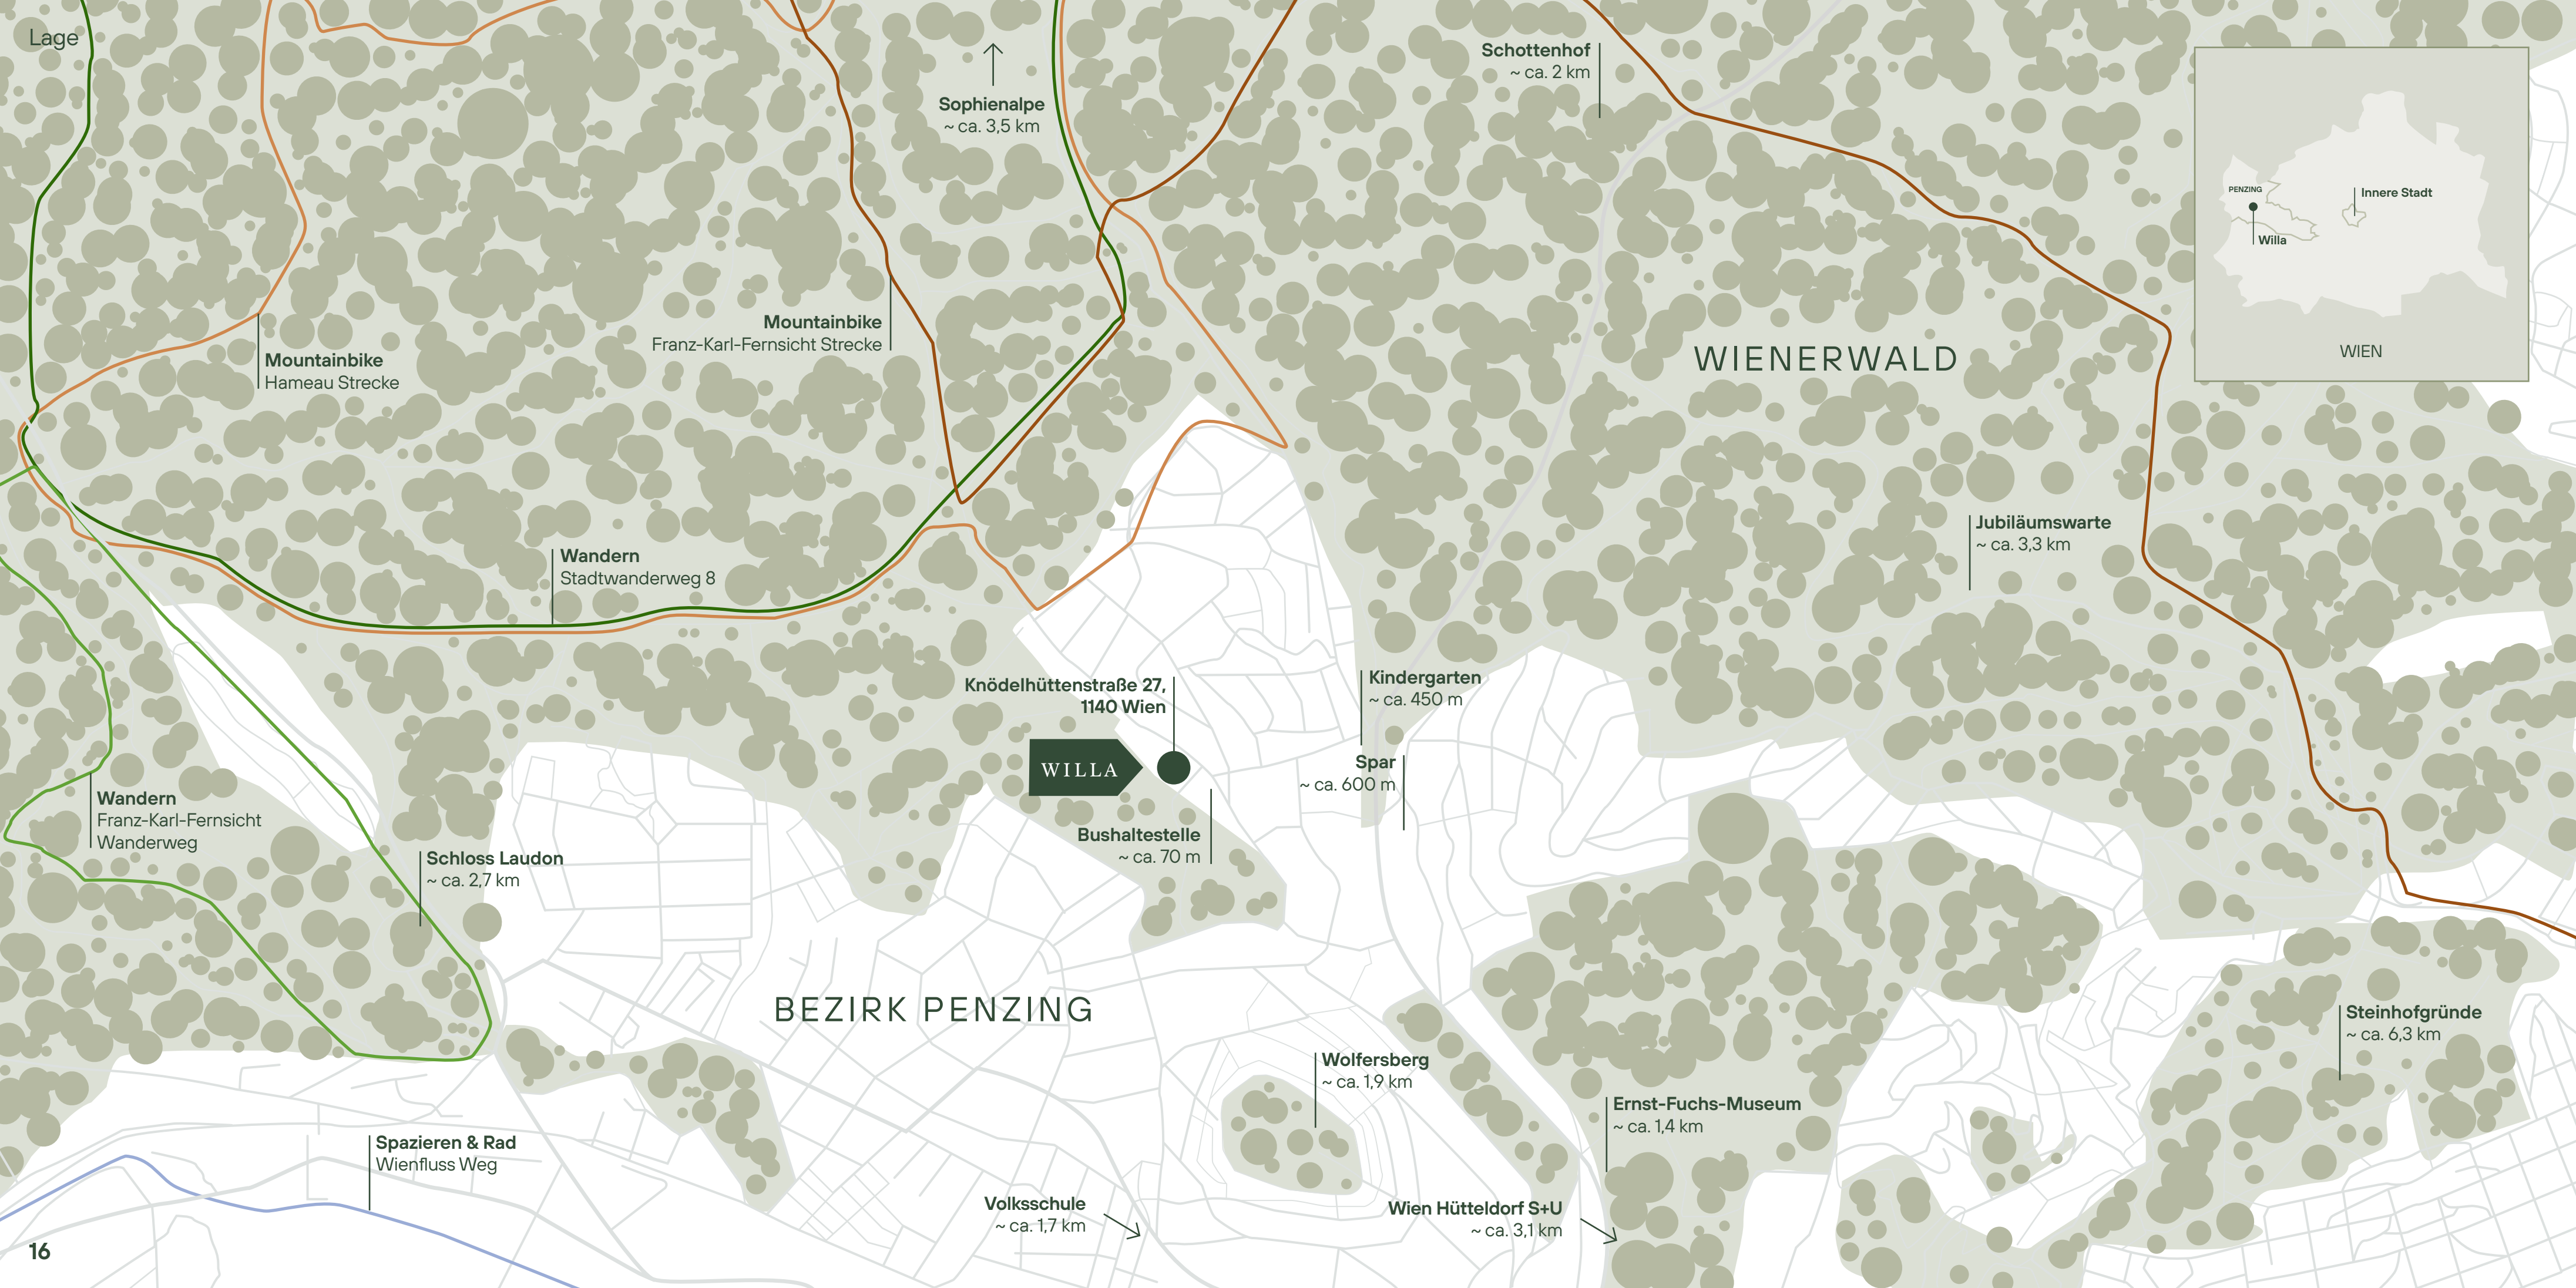 Lage
Sophienalpe
~ ca. 3,5 km
Schottenhof
~ ca. 2 km
PENZING
Innere Stadt
Willa
WIEN
Mountainbike
Hameau Strecke
Mountainbike
Franz-Karl-Fernsicht Strecke
WIENERWALD
Wandern
Stadtwanderweg 8
Jubiläumswarte
~ ca. 3,3 km
Knödelhüttenstraße 27,
1140 Wien
WILLA
Kindergarten
~ ca. 450 m
Spar
~ ca. 600 m
Bushaltestelle
~ ca. 70 m
Wandern
Franz-Karl-Fernsicht
Wanderweg
Schloss Laudon
~ ca. 2,7 km
BEZIRK PENZING
Steinhofgründe
~ ca. 6,3 km
Wolfersberg
~ ca. 1,9 km
Ernst-Fuchs-Museum
~ ca. 1,4 km
Spazieren & Rad
Wienfluss Weg
Volksschule
~ ca. 1,7 km
Wien Hütteldorf S+U
~ ca. 3,1 km
16